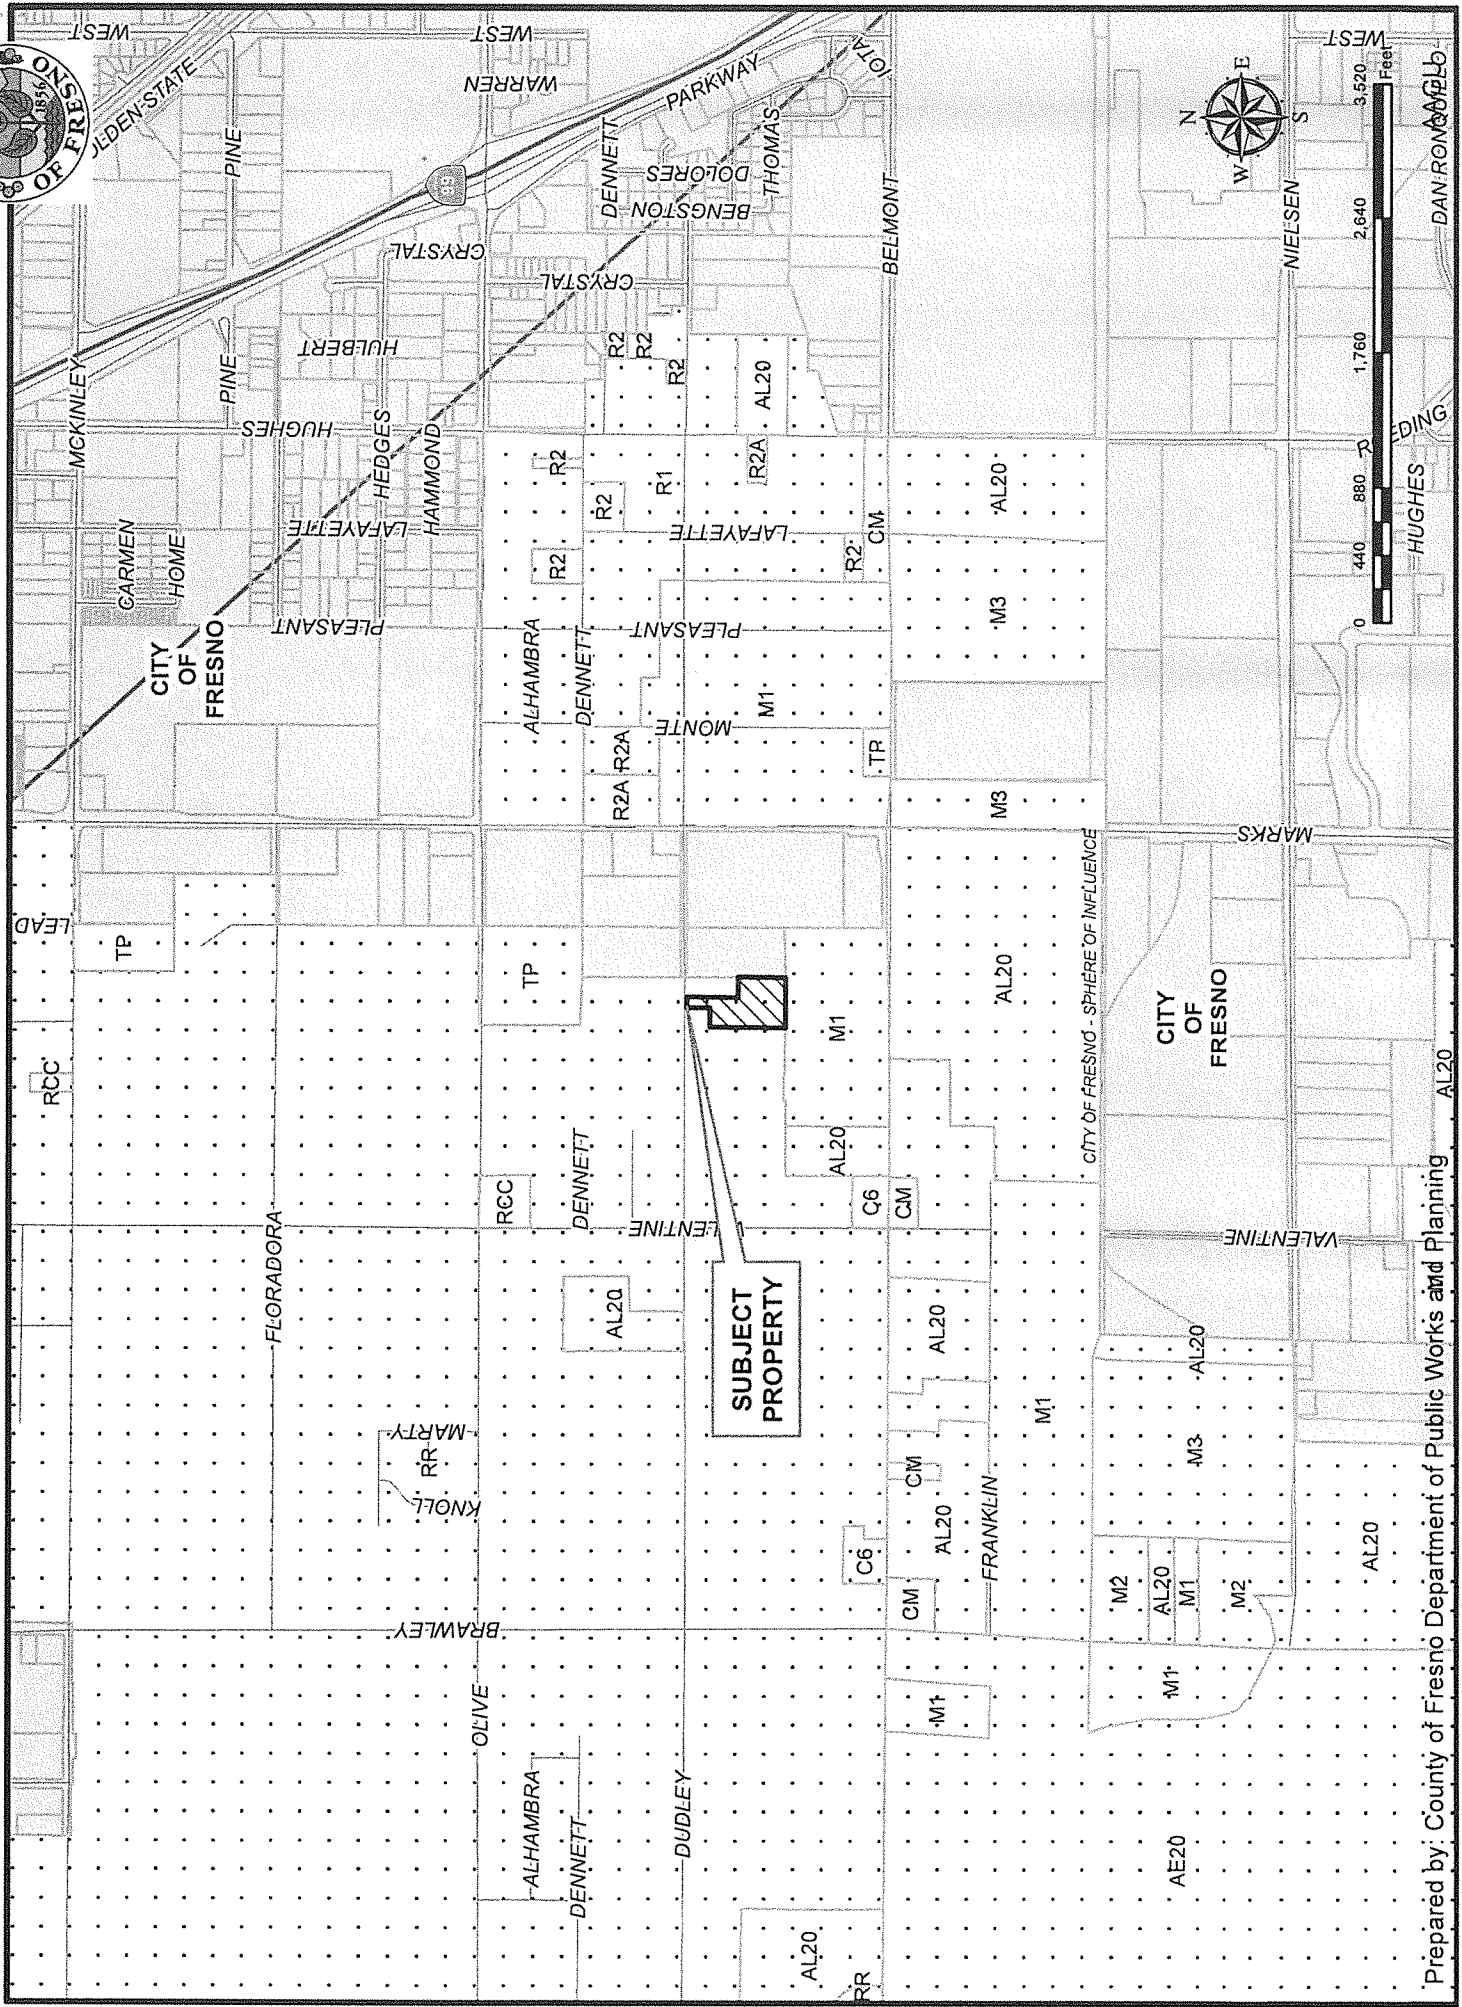 OF FRESNO
1856
GOLDEN STATE
WEST
WEST
WEST
PINE
WARREN
PARKWAY
IOTA
DENNETT
DOLORES
THOMAS
BENGSTON
CRYSTAL
CRYSTAL
BELMONT
NIELSEN
MCKINLEY
PINE
HULBERT
HUGHES
HEDGES
HAMMOND
LAFAYETTE
CARMEN
HOME
PLEASANT
CITY
OF
FRESNO
R2
R2
R2
AL20
R2
R2
R1
R2A
R2
LAFAYETTE
R2
CM
AL20
M3
ALHAMBRA
DENNETT
PLEASANT
M1
MONTE
R2A
R2A
TP
M3
MARKS
N
E
S
W
0 440 880 1,760 2,640 3,520
Feet
DAN RONQUILLO
HUGHES
LEAD
TP
TP
RCC
M1
AL20
CITY OF FRESNO - SPHERE OF INFLUENCE
CITY
OF
FRESNO
AL20
FLORADORA
RCC
DENNETT
AL20
C6
CM
VALENTINE
SUBJECT
PROPERTY
AL20
AL20
AL20
MARTY
RR
KNOLL
CM
AL20
FRANKLIN
M1
M3
C6
CM
M2
AL20
M1
M2
AL20
BRAWLEY
OLIVE
M1
M1
ALHAMBRA
DENNETT
DUDLEY
AE20
AL20
RR
Prepared by: County of Fresno Department of Public Works and Planning